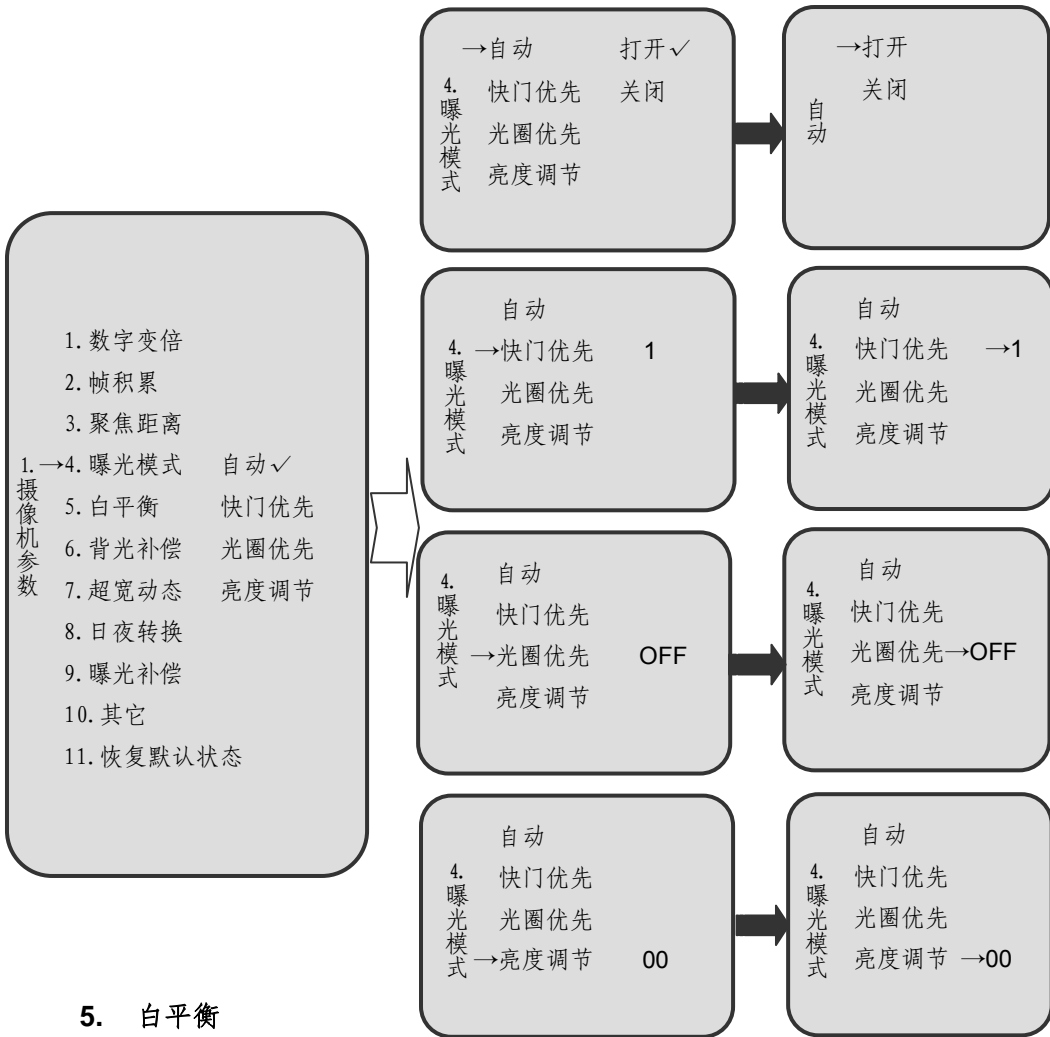 1.摄像机参数
1.数字变倍
2.帧积累
3.聚焦距离
→4.曝光模式 自动√
5.白平衡 快门优先
6.背光补偿 光圈优先
7.超宽动态 亮度调节
8.日夜转换
9.曝光补偿
10.其它
11.恢复默认状态
4.曝光模式
→自动 打开√
快门优先 关闭
光圈优先
亮度调节
自动
→打开
关闭
4.曝光模式
自动
→快门优先 1
光圈优先
亮度调节
4.曝光模式
自动
快门优先 →1
光圈优先
亮度调节
4.曝光模式
自动
快门优先
→光圈优先 OFF
亮度调节
4.曝光模式
自动
快门优先
光圈优先→OFF
亮度调节
4.曝光模式
自动
快门优先
光圈优先
→亮度调节 00
4.曝光模式
自动
快门优先
光圈优先
亮度调节 →00
5. 白平衡